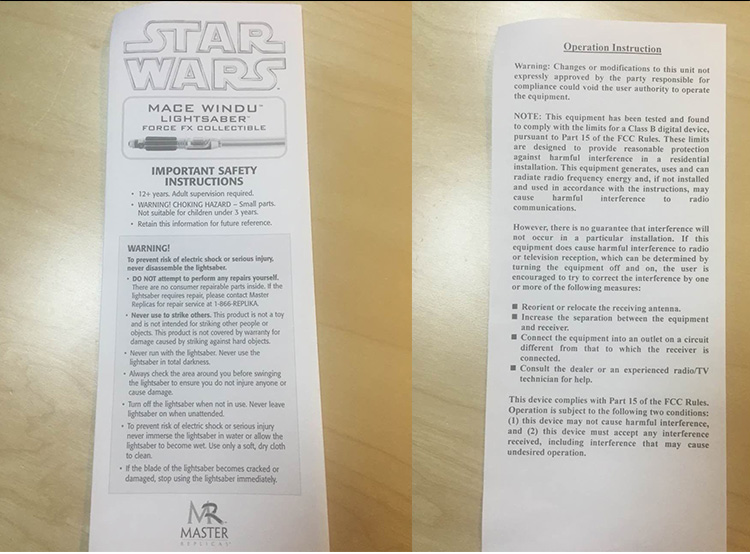 STAR
WARS
MACE WINDU™
LIGHTSABER™
FORCE FX COLLECTIBLE
IMPORTANT SAFETY
INSTRUCTIONS
• 12+ years. Adult supervision required.
• WARNING! CHOKING HAZARD – Small parts.
Not suitable for children under 3 years.
• Retain this information for future reference.
WARNING!
To prevent risk of electric shock or serious injury,
never disassemble the lightsaber.
• DO NOT attempt to perform any repairs yourself.
There are no consumer repairable parts inside. If the
lightsaber requires repair, please contact Master
Replicas for repair service at 1-866-REPLIKA.
• Never use to strike others. This product is not a toy
and is not intended for striking other people or
objects. This product is not covered by warranty for
damage caused by striking against hard objects.
• Never run with the lightsaber. Never use the
lightsaber in total darkness.
• Always check the area around you before swinging
the lightsaber to ensure you do not injure anyone or
cause damage.
• Turn off the lightsaber when not in use. Never leave
lightsaber on when unattended.
• To prevent risk of electric shock or serious injury
never immerse the lightsaber in water or allow the
lightsaber to become wet. Use only a soft, dry cloth
to clean.
• If the blade of the lightsaber becomes cracked or
damaged, stop using the lightsaber immediately.
MR
MASTER
REPLICAS
Operation Instruction
Warning: Changes or modifications to this unit not
expressly approved by the party responsible for
compliance could void the user authority to operate
the equipment.
NOTE: This equipment has been tested and found
to comply with the limits for a Class B digital device,
pursuant to Part 15 of the FCC Rules. These limits
are designed to provide reasonable protection
against harmful interference in a residential
installation. This equipment generates, uses and can
radiate radio frequency energy and, if not installed
and used in accordance with the instructions, may
cause harmful interference to radio
communications.
However, there is no guarantee that interference will
not occur in a particular installation. If this
equipment does cause harmful interference to radio
or television reception, which can be determined by
turning the equipment off and on, the user is
encouraged to try to correct the interference by one
or more of the following measures:
■ Reorient or relocate the receiving antenna.
■ Increase the separation between the equipment
and receiver.
■ Connect the equipment into an outlet on a circuit
different from that to which the receiver is
connected.
■ Consult the dealer or an experienced radio/TV
technician for help.
This device complies with Part 15 of the FCC Rules.
Operation is subject to the following two conditions:
(1) this device may not cause harmful interference,
and (2) this device must accept any interference
received, including interference that may cause
undesired operation.